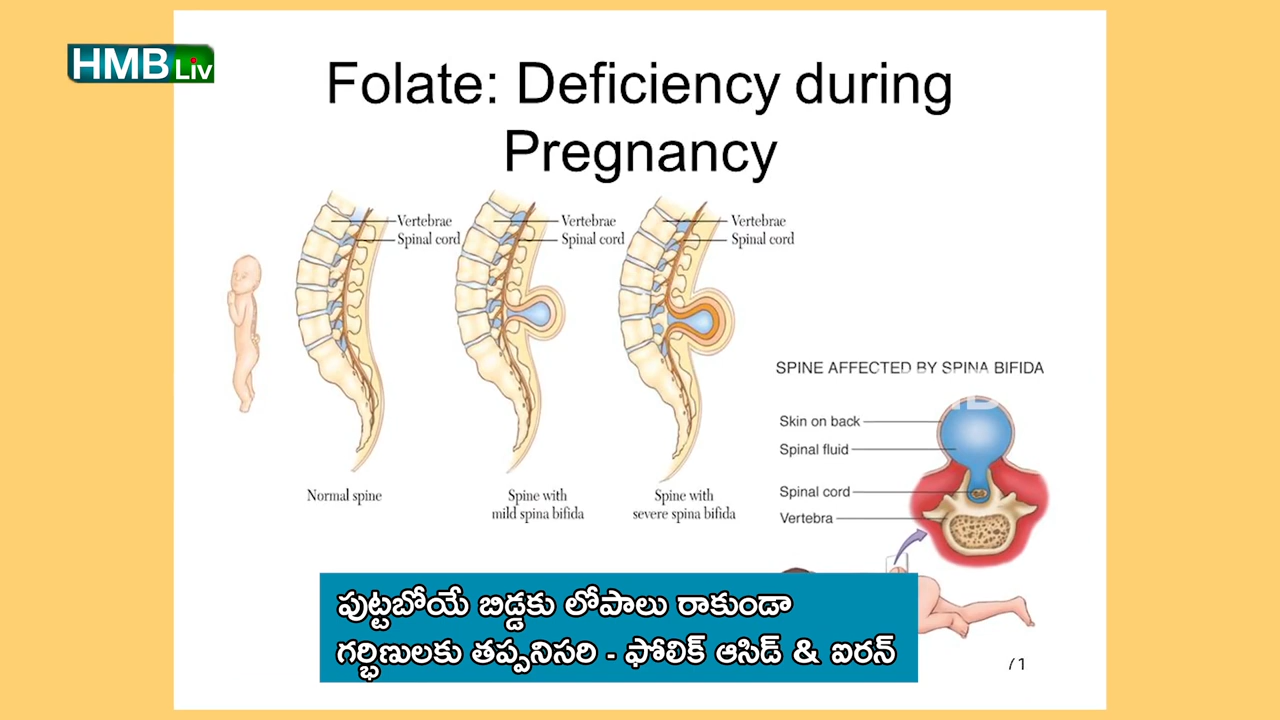 HMB Liv
Folate: Deficiency during
Pregnancy
Vertebrae
Spinal cord
Vertebrae
Spinal cord
Vertebrae
Spinal cord
Normal spine
Spine with
mild spina bifida
Spine with
severe spina bifida
SPINE AFFECTED BY SPINA BIFIDA
Skin on back
Spinal fluid
Spinal cord
Vertebra
పుట్టబోయే బిడ్డకు లోపాలు రాకుండా
గర్భిణులకు తప్పనిసరి - ఫోలిక్ ఆసిడ్ & ఐరన్
71